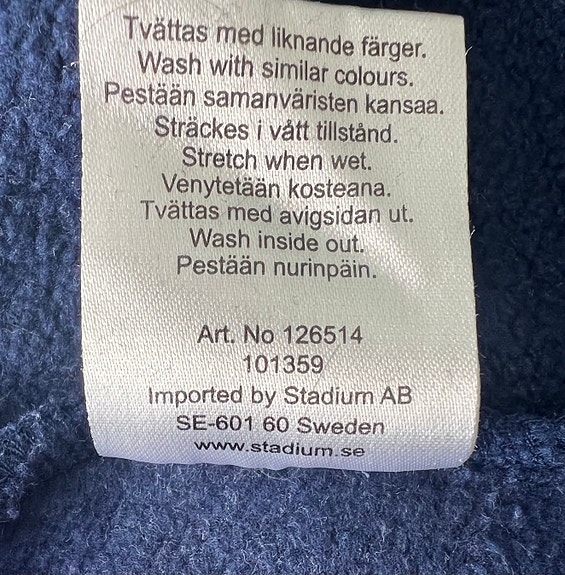 Tvättas med liknande färger.
Wash with similar colours.
Pestään samanväristen kansaa.
Sträckes i vått tillstånd.
Stretch when wet.
Venytetään kosteana.
Tvättas med avigsidan ut.
Wash inside out.
Pestään nurinpäin.
Art. No 126514
101359
Imported by Stadium AB
SE-601 60 Sweden
www.stadium.se